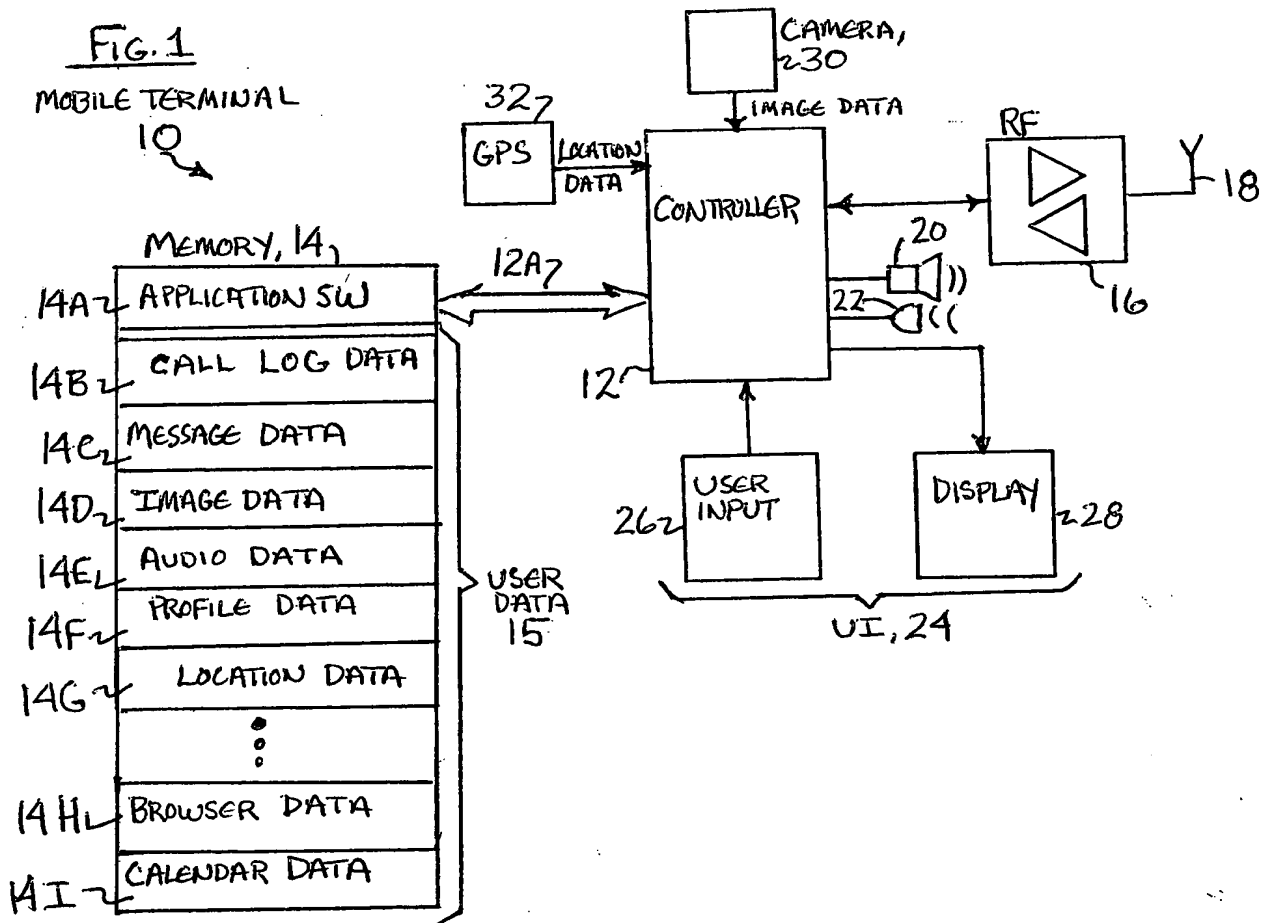 FIG. 1
MOBILE TERMINAL
10
CAMERA,
30
IMAGE DATA
32
GPS
LOCATION
DATA
CONTROLLER
12
RF
16
18
20
22
MEMORY, 14
12A
14A
APPLICATION SW
14B
CALL LOG DATA
14C
MESSAGE DATA
14D
IMAGE DATA
14E
AUDIO DATA
14F
PROFILE DATA
14G
LOCATION DATA
14H
BROWSER DATA
14I
CALENDAR DATA
USER
DATA
15
26
USER
INPUT
DISPLAY
28
UI, 24